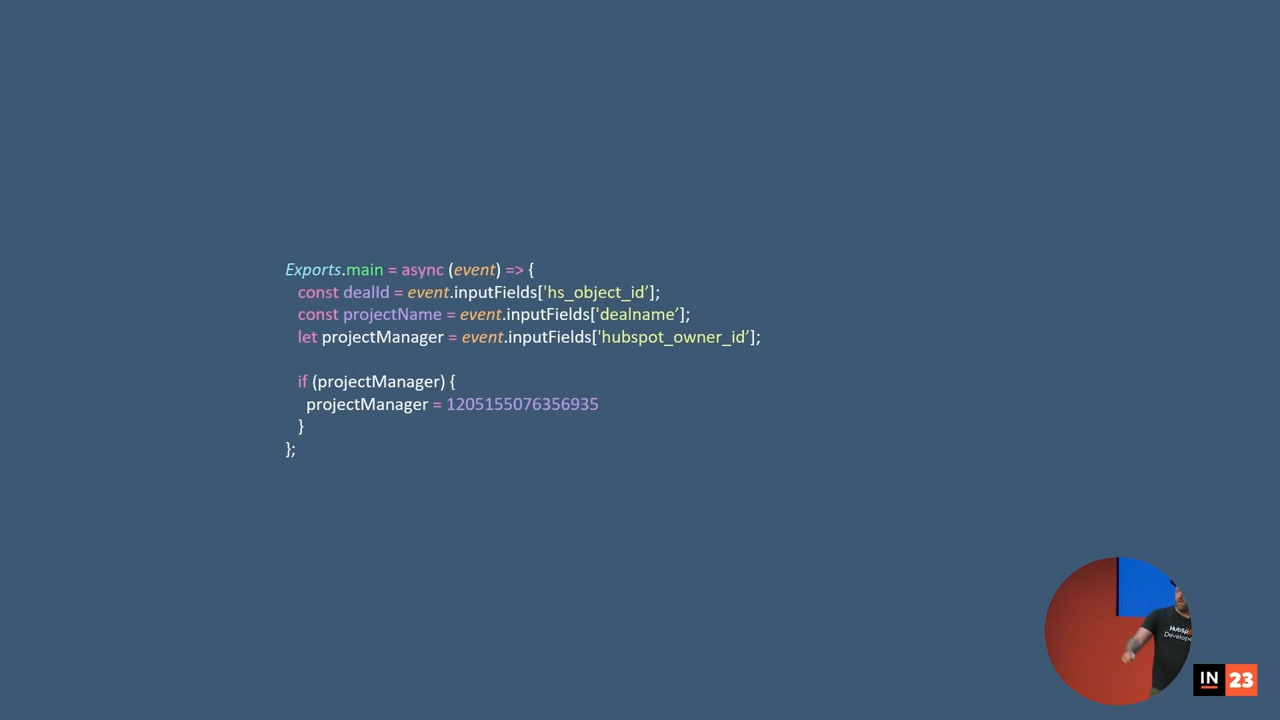 Exports.main = async (event) => {
const dealId = event.inputFields['hs_object_id’];
const projectName = event.inputFields['dealname’];
let projectManager = event.inputFields['hubspot_owner_id’];
if (projectManager) {
projectManager = 1205155076356935
}
};
IN 23